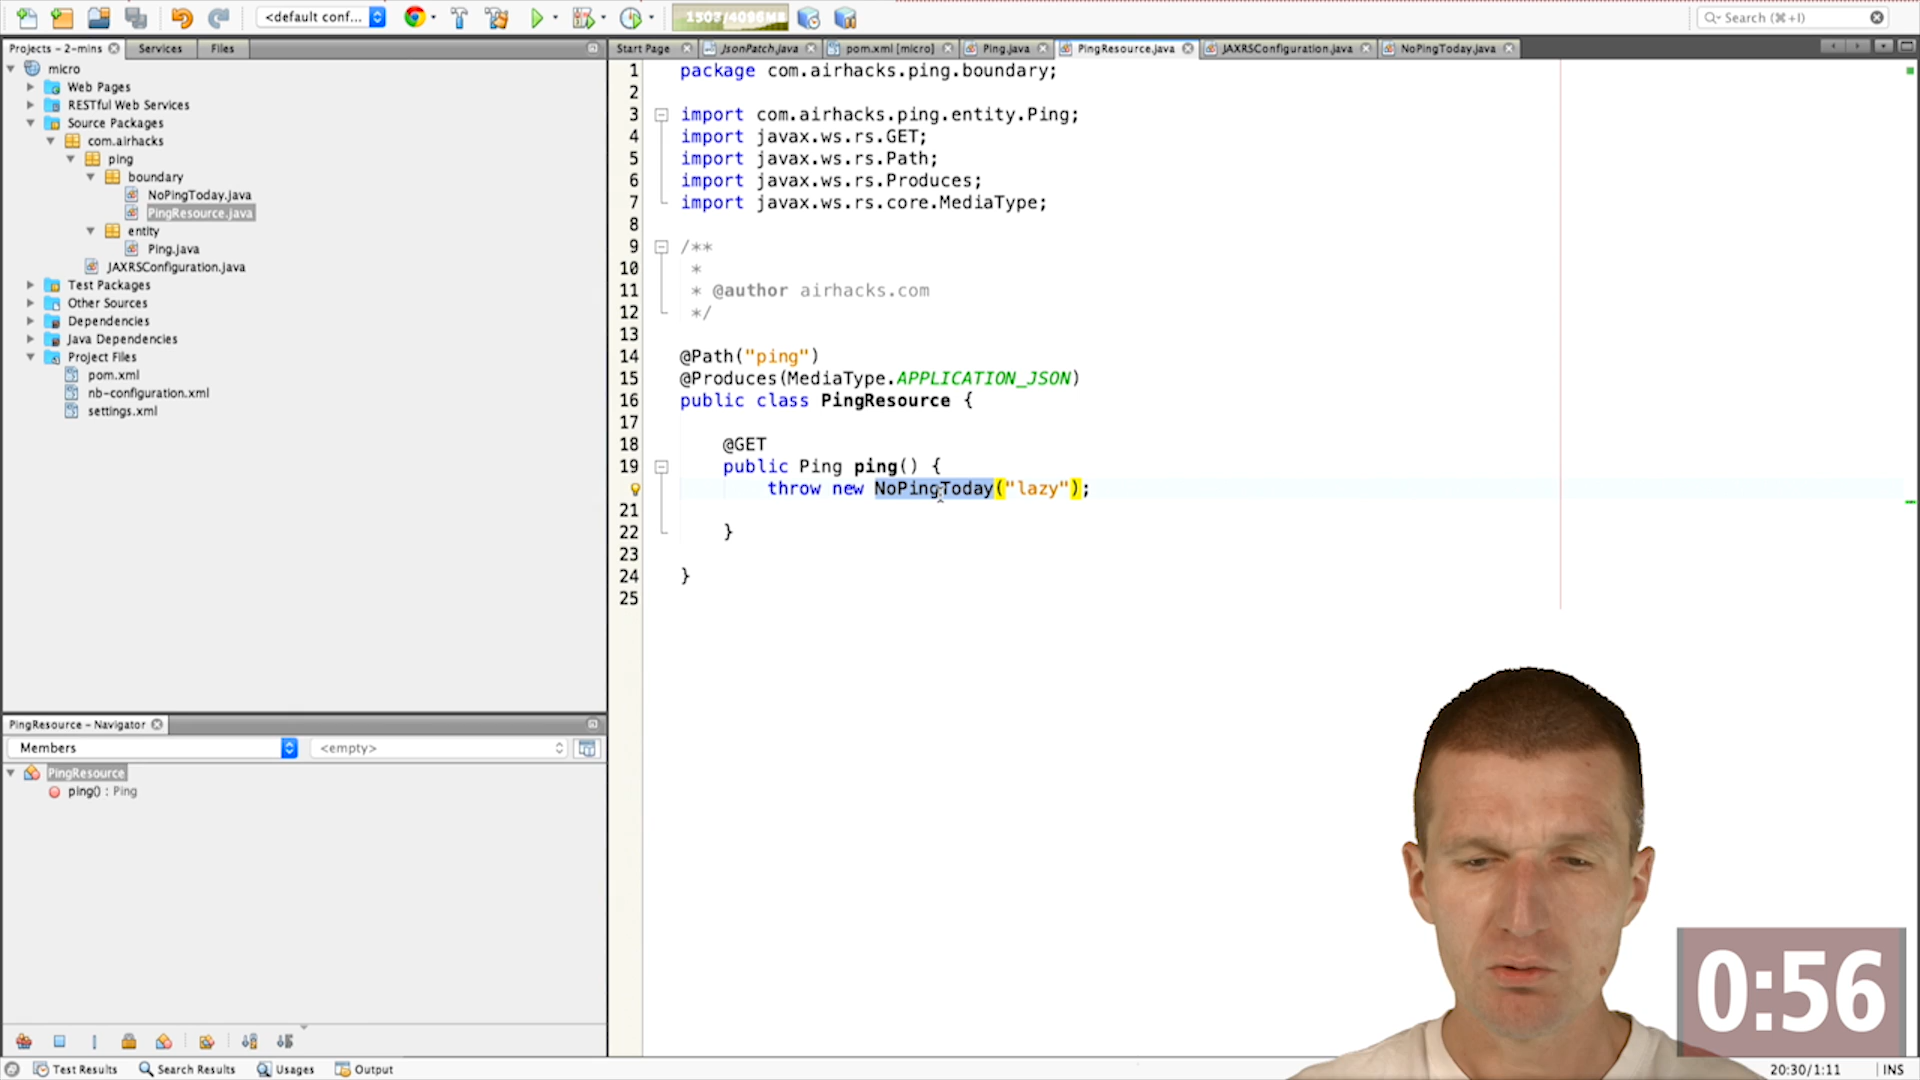 <default conf...
1503/4096MB
Search (⌘+I)
Projects - 2-mins
Services
Files
Start Page
JsonPatch.java
pom.xml [micro]
Ping.java
PingResource.java
JAXRSConfiguration.java
NoPingToday.java
micro
Web Pages
RESTful Web Services
Source Packages
com.airhacks
ping
boundary
NoPingToday.java
PingResource.java
entity
Ping.java
JAXRSConfiguration.java
Test Packages
Other Sources
Dependencies
Java Dependencies
Project Files
pom.xml
nb-configuration.xml
settings.xml
1 package com.airhacks.ping.boundary;
2
3 import com.airhacks.ping.entity.Ping;
4 import javax.ws.rs.GET;
5 import javax.ws.rs.Path;
6 import javax.ws.rs.Produces;
7 import javax.ws.rs.core.MediaType;
8
9 /**
10 *
11 * @author airhacks.com
12 */
13
14 @Path("ping")
15 @Produces(MediaType.APPLICATION_JSON)
16 public class PingResource {
17
18 @GET
19 public Ping ping() {
throw new NoPingToday("lazy");
21
22 }
23
24 }
25
PingResource - Navigator
Members
<empty>
PingResource
ping() : Ping
0:56
Test Results
Search Results
Usages
Output
20:30/1:11
INS